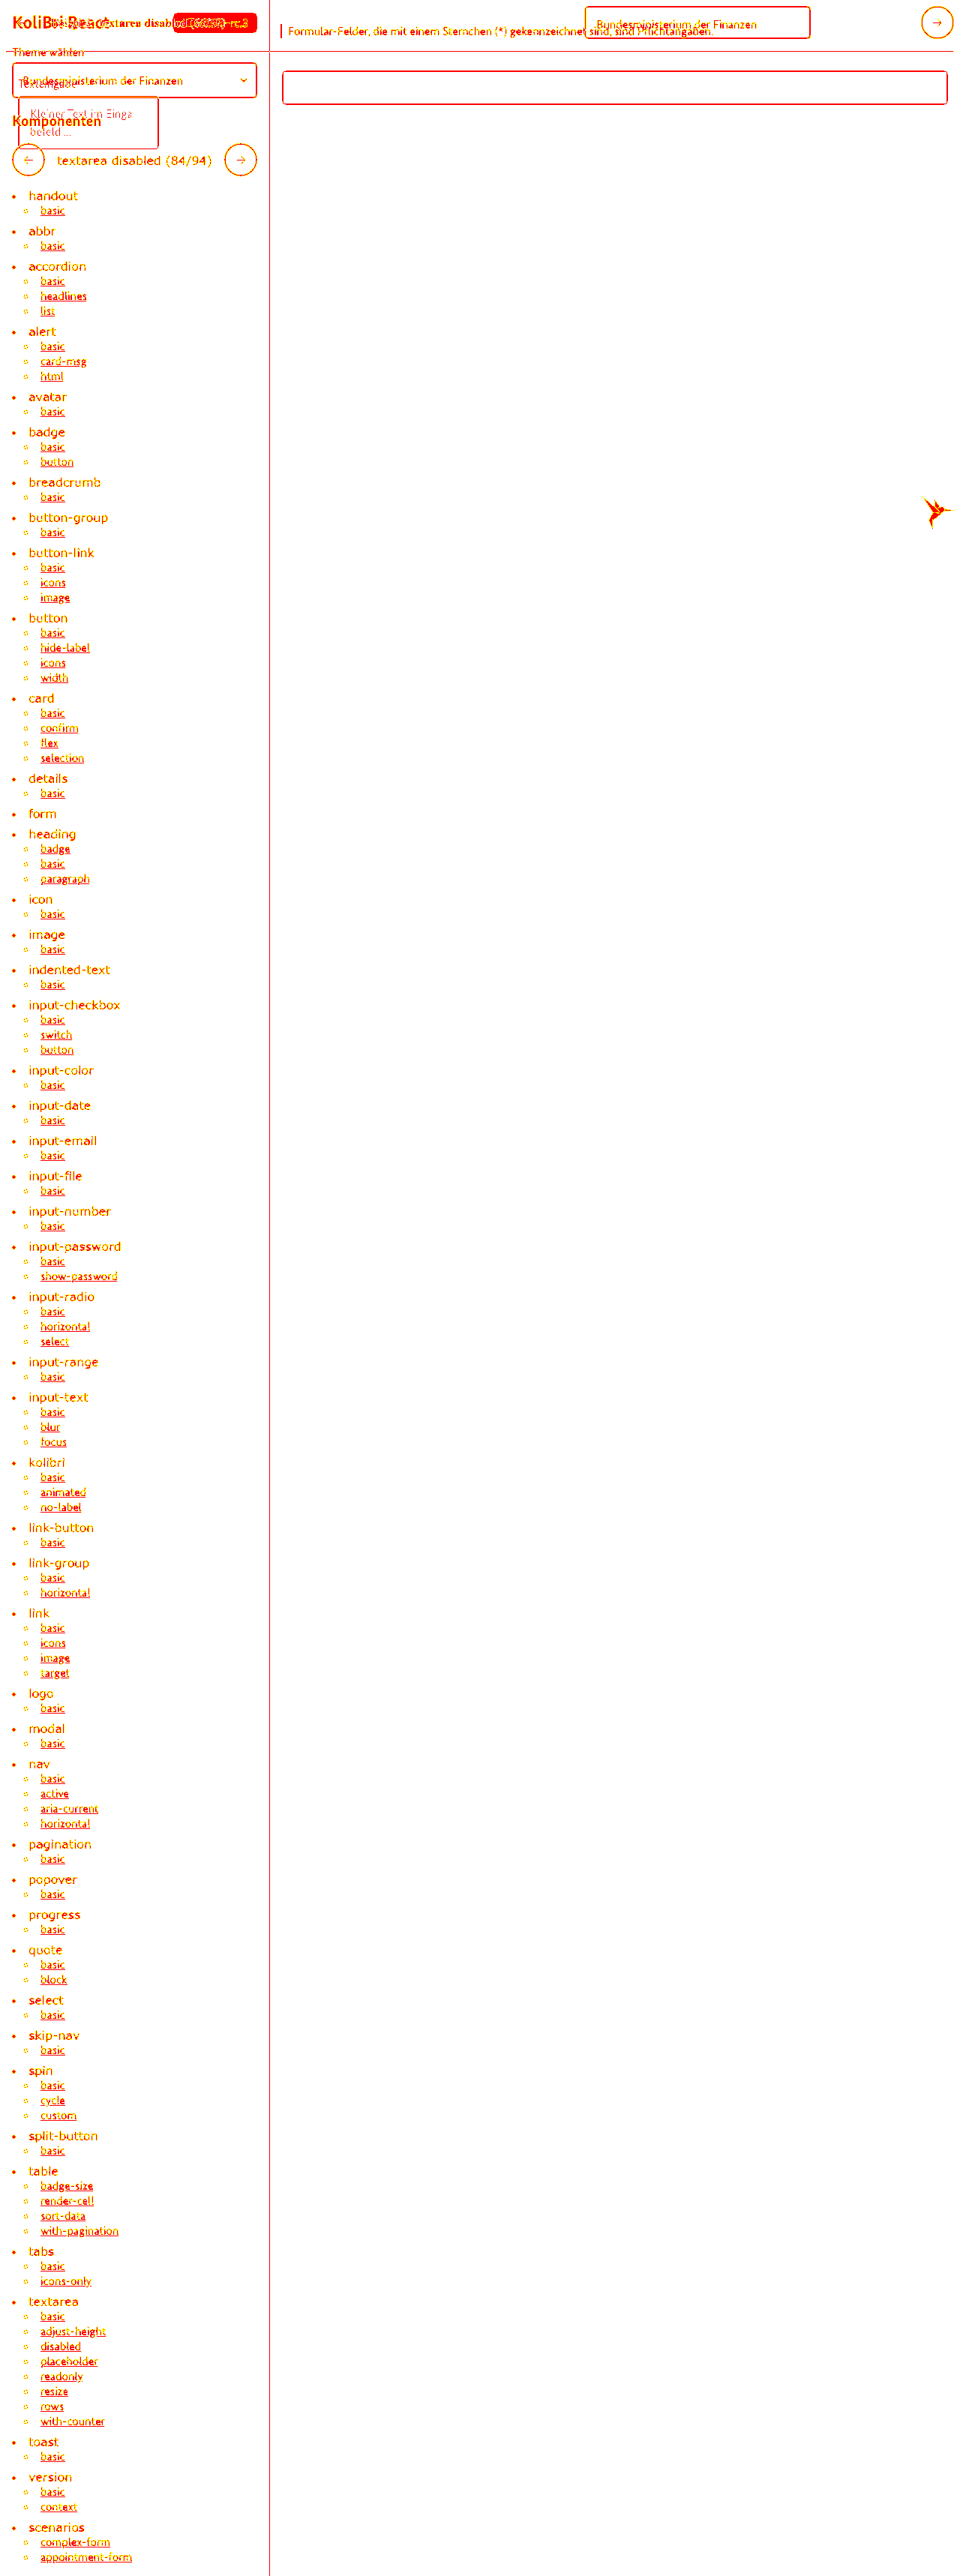 KoliBri React
Formular-Felder, die mit einem Sternchen (*) gekennzeichnet sind, sind Pflichtangaben.
Bundesministerium der Finanzen
Theme wählen
Bundesministerium der Finanzen
Texteingabe
Kleiner Text im Einga
befeld ...
Komponenten
textarea disabled (84/94)
handout
basic
abbr
basic
accordion
basic
headlines
list
alert
basic
card-msg
html
avatar
basic
badge
basic
button
breadcrumb
basic
button-group
basic
button-link
basic
icons
image
button
basic
hide-label
icons
width
card
basic
confirm
flex
selection
details
basic
form
heading
badge
basic
paragraph
icon
basic
image
basic
indented-text
basic
input-checkbox
basic
switch
button
input-color
basic
input-date
basic
input-email
basic
input-file
basic
input-number
basic
input-password
basic
show-password
input-radio
basic
horizontal
select
input-range
basic
input-text
basic
blur
focus
kolibri
basic
animated
no-label
link-button
basic
link-group
basic
horizontal
link
basic
icons
image
target
logo
basic
modal
basic
nav
basic
active
aria-current
horizontal
pagination
basic
popover
basic
progress
basic
quote
basic
block
select
basic
skip-nav
basic
spin
basic
cycle
custom
split-button
basic
table
badge-size
render-cell
sort-data
with-pagination
tabs
basic
icons-only
textarea
basic
adjust-height
disabled
placeholder
readonly
resize
rows
with-counter
toast
basic
version
basic
context
scenarios
complex-form
appointment-form